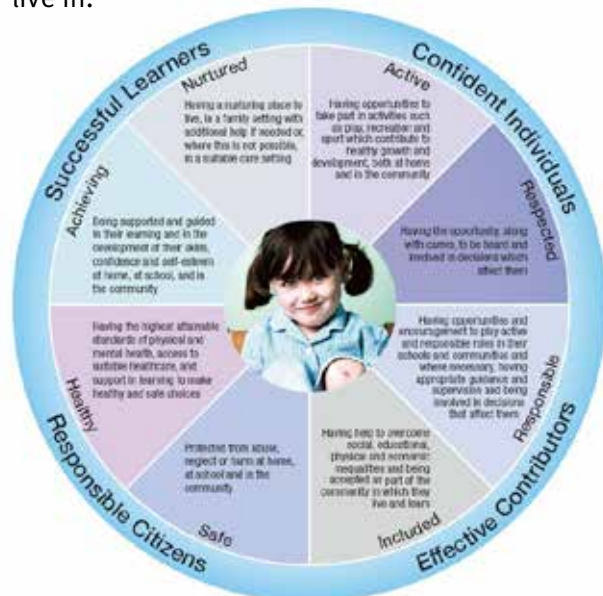 live in.
Successful Learners
Confident Individuals
Nurtured
Having a nurturing place to
live, in a family setting with
additional help if needed or,
where this is not possible,
in a suitable care setting
Active
Having opportunities to
take part in activities such
as play, recreation and
sport which contribute to
healthy growth and
development, both at home
and in the community
Achieving
Being supported and guided
in their learning and in the
development of their skills,
confidence and self-esteem
at home, at school, and in
the community
Respected
Having the opportunity, along
with carers, to be heard and
involved in decisions which
affect them
Healthy
Having the highest attainable
standards of physical and
mental health, access to
suitable healthcare, and
support in learning to make
healthy and safe choices
Responsible
Having opportunities and
encouragement to play active
and responsible roles in their
schools and communities and
where necessary, having
appropriate guidance and
supervision and being
involved in decisions
that affect them
Safe
Protected from abuse,
neglect or harm at home,
at school and in the
community
Included
Having help to overcome
social, educational,
physical and economic
inequalities and being
accepted as part of the
community in which they
live and learn
Responsible Citizens
Effective Contributors